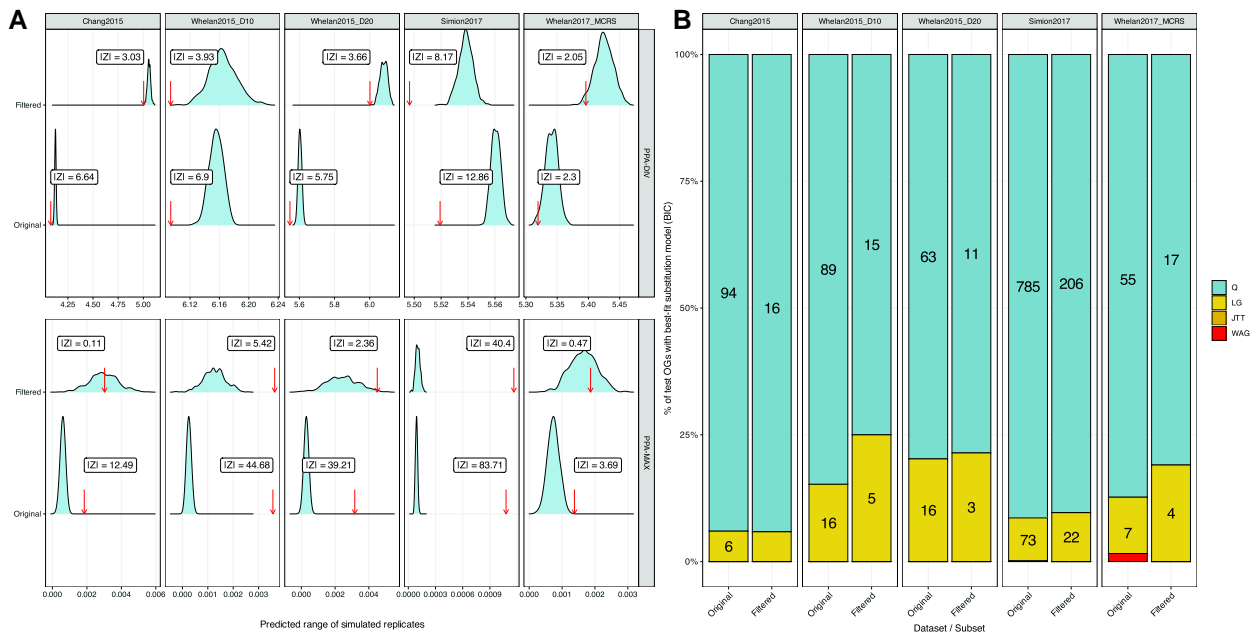 A
Chang2015
Whelan2015_D10
Whelan2015_D20
Simion2017
Whelan2017_MCRS
|Z| = 3.03
|Z| = 3.93
|Z| = 3.66
|Z| = 8.17
|Z| = 2.05
Filtered
|Z| = 6.64
|Z| = 6.9
|Z| = 5.75
|Z| = 12.86
|Z| = 2.3
Original
PPA-DIV
4.25 4.50 4.75 5.00
6.12 6.16 6.20 6.24
5.6 6.0
5.50 5.52 5.54 5.56
5.30 5.35 5.40 5.45
|Z| = 0.11
|Z| = 5.42
|Z| = 2.36
|Z| = 40.4
|Z| = 0.47
Filtered
|Z| = 12.49
|Z| = 44.68
|Z| = 39.21
|Z| = 83.71
|Z| = 3.69
Original
PPA-MAX
0.000 0.002 0.004 0.006
0.000 0.001 0.002 0.003
0.000 0.002 0.004
0.0000 0.0003 0.0006 0.0009
0.000 0.001 0.002 0.003
Predicted range of simulated replicates
B
Chang2015
Whelan2015_D10
Whelan2015_D20
Simion2017
Whelan2017_MCRS
% of test OGs with best-fit substitution model (BIC)
100%
75%
50%
25%
0%
94
16
89
15
63
11
785
206
55
17
6
16
5
16
3
73
22
7
4
Original
Filtered
Original
Filtered
Original
Filtered
Original
Filtered
Original
Filtered
Dataset / Subset
Q
LG
JTT
WAG